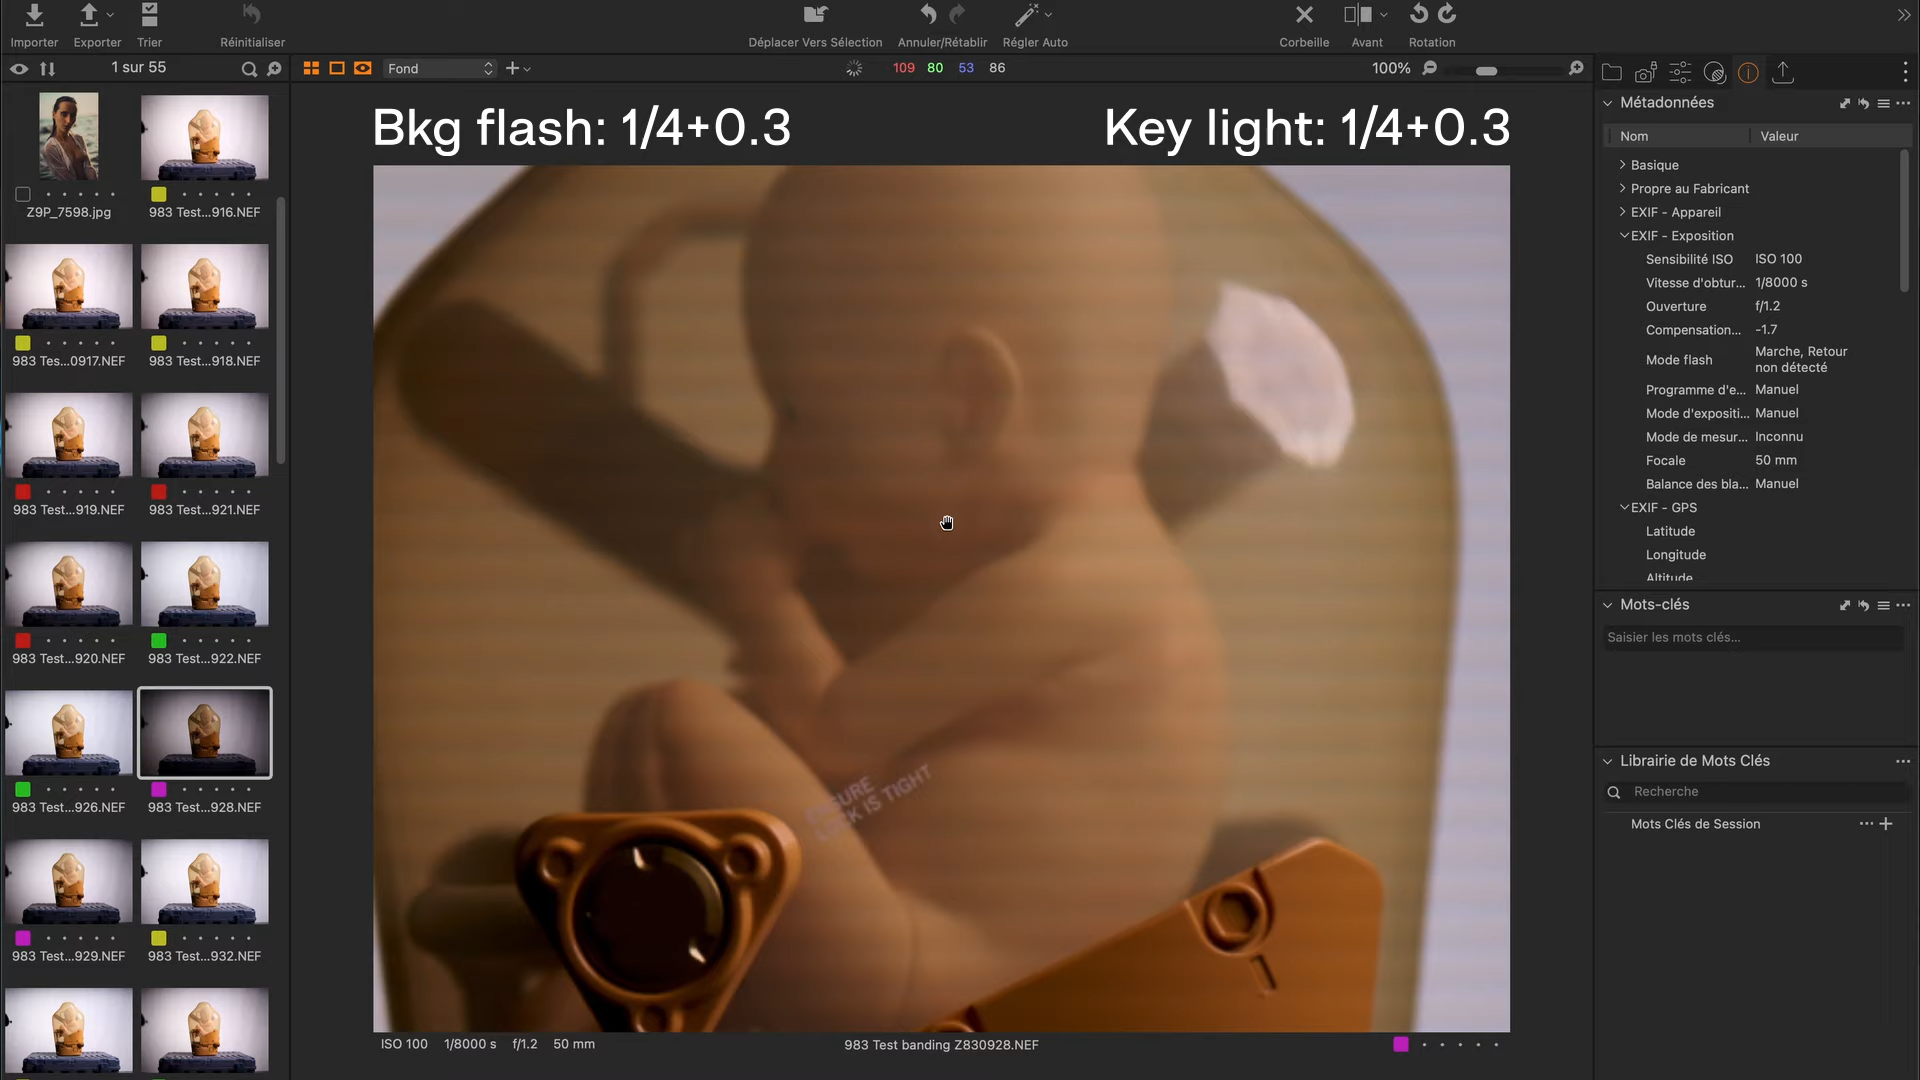 Importer
Exporter
Trier
Réinitialiser
Déplacer Vers Sélection
Annuler/Rétablir
Régler Auto
Corbeille
Avant
Rotation
1 sur 55
Fond
109 80 53 86
100%
Bkg flash: 1/4+0.3
Key light: 1/4+0.3
Z9P_7598.jpg
983 Test...916.NEF
983 Tes...0917.NEF
983 Test...918.NEF
983 Test...919.NEF
983 Test...921.NEF
983 Test...920.NEF
983 Test...922.NEF
983 Test...926.NEF
983 Test...928.NEF
983 Test...929.NEF
983 Test...932.NEF
ENSURE
LOCK IS TIGHT
ISO 100 1/8000 s f/1.2 50 mm
983 Test banding Z830928.NEF
Métadonnées
Nom Valeur
Basique
Propre au Fabricant
EXIF - Appareil
EXIF - Exposition
Sensibilité ISO ISO 100
Vitesse d'obtur... 1/8000 s
Ouverture f/1.2
Compensation... -1.7
Mode flash Marche, Retour
non détecté
Programme d'e... Manuel
Mode d'expositi... Manuel
Mode de mesur... Inconnu
Focale 50 mm
Balance des bla... Manuel
EXIF - GPS
Latitude
Longitude
Altitude
Mots-clés
Saisier les mots clés...
Librairie de Mots Clés
Recherche
Mots Clés de Session